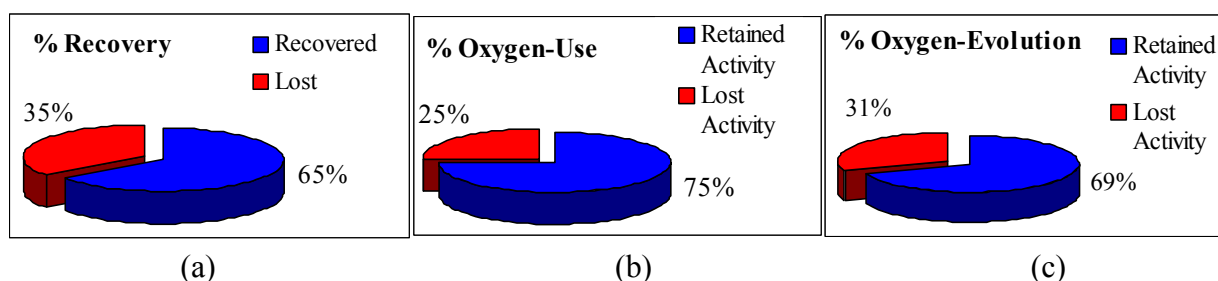 % Recovery
Recovered
Lost
35%
65%
(a)
% Oxygen-Use
Retained
Activity
Lost
Activity
25%
75%
(b)
% Oxygen-Evolution
Retained
Activity
Lost
Activity
31%
69%
(c)